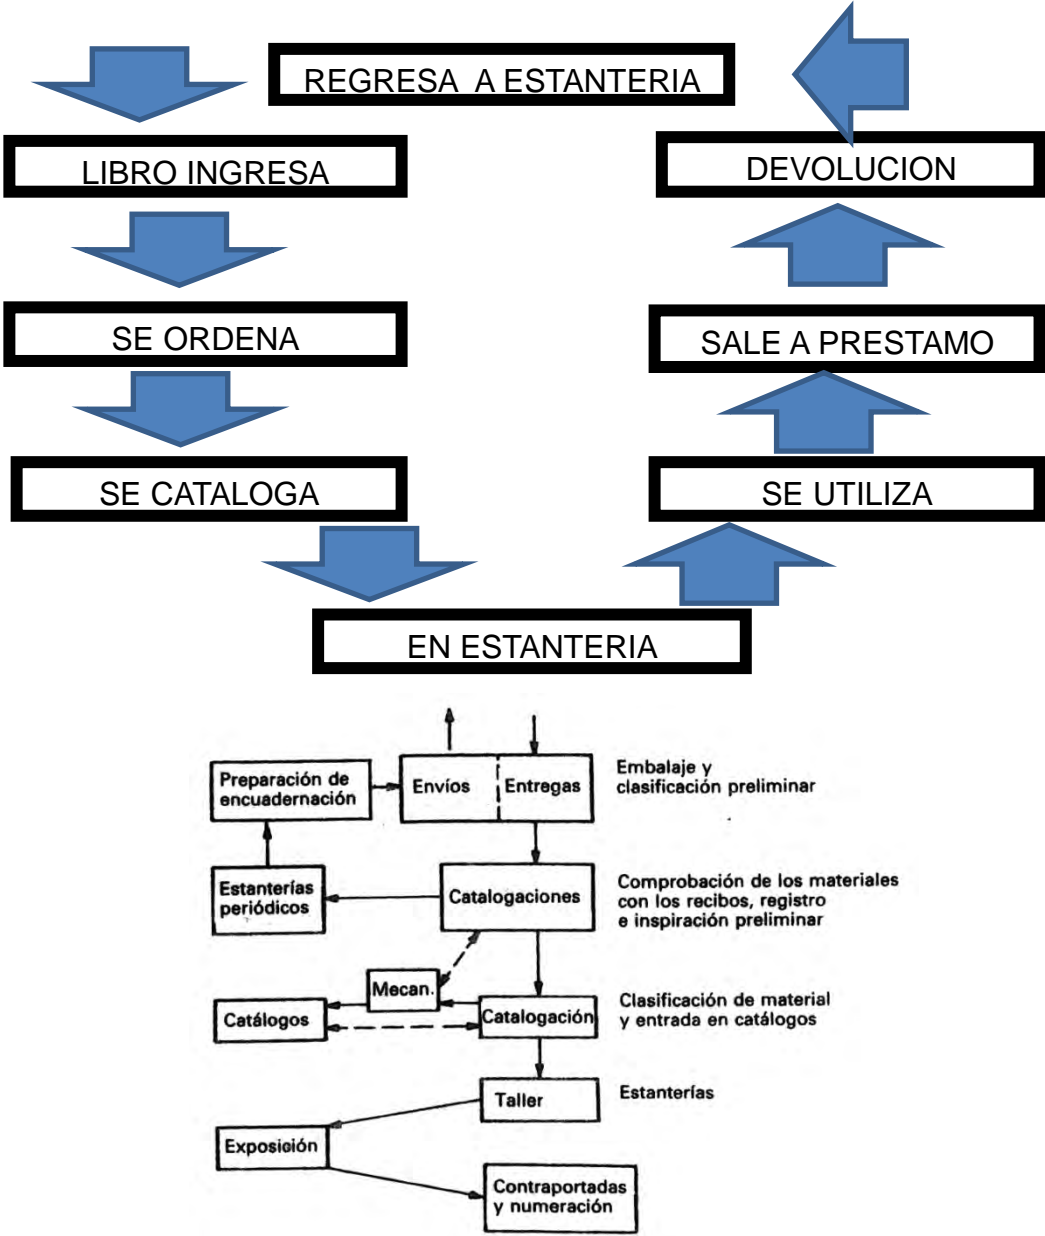 REGRESA A ESTANTERIA
LIBRO INGRESA
DEVOLUCION
SE ORDENA
SALE A PRESTAMO
SE CATALOGA
SE UTILIZA
EN ESTANTERIA
Preparación de
encuadernación
Envíos
Entregas
Embalaje y
clasificación preliminar
Estanterías
periódicos
Catalogaciones
Comprobación de los materiales
con los recibos, registro
e inspiración preliminar
Mecan.
Catálogos
Catalogación
Clasificación de material
y entrada en catálogos
Taller
Estanterías
Exposición
Contraportadas
y numeración